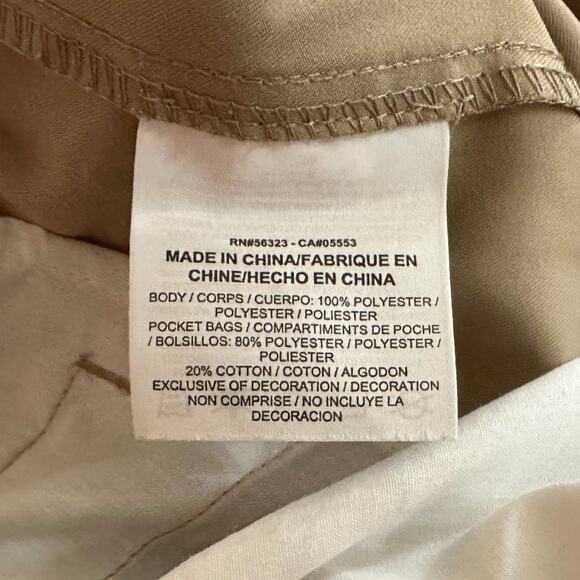 RN#56323 - CA#05553
MADE IN CHINA/FABRIQUE EN
CHINE/HECHO EN CHINA
BODY / CORPS / CUERPO: 100% POLYESTER /
POLYESTER / POLIESTER
POCKET BAGS / COMPARTIMENTS DE POCHE
/ BOLSILLOS: 80% POLYESTER / POLYESTER /
POLIESTER
20% COTTON / COTON / ALGODON
EXCLUSIVE OF DECORATION / DECORATION
NON COMPRISE / NO INCLUYE LA
DECORACION